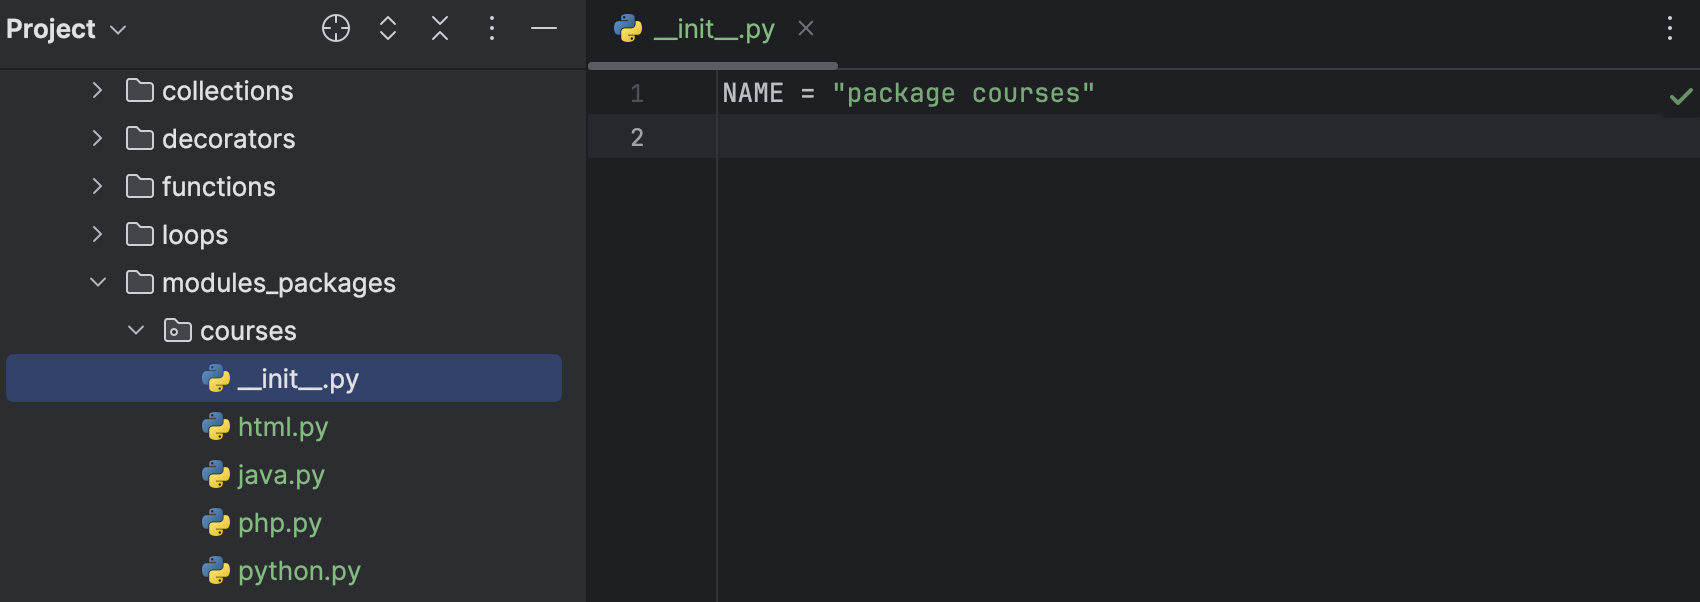 Project
collections
decorators
functions
loops
modules_packages
courses
__init__.py
html.py
java.py
php.py
python.py
__init__.py
1 NAME = "package courses"
2